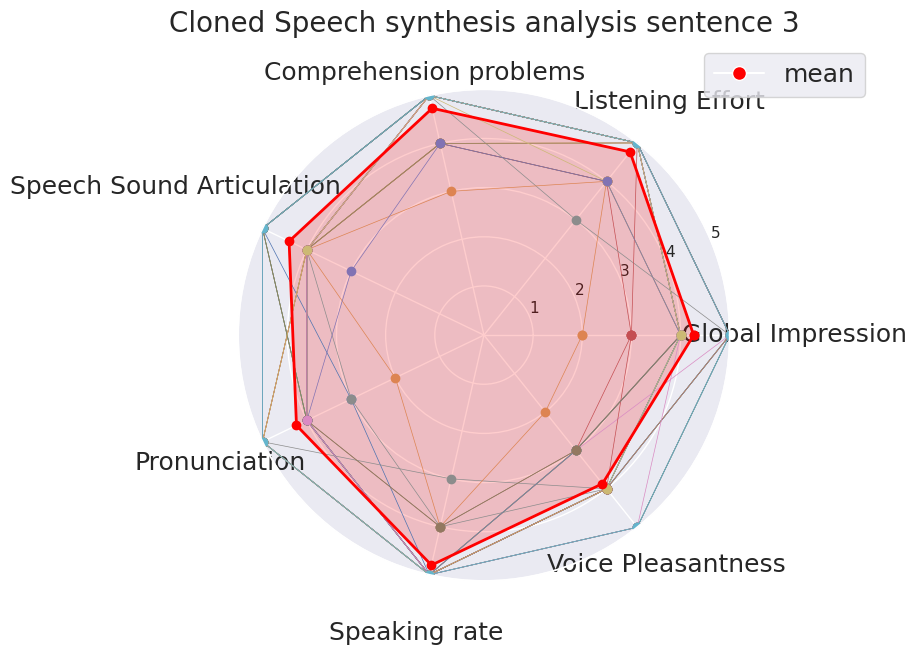 Cloned Speech synthesis analysis sentence 3
mean
Comprehension problems
Listening Effort
Speech Sound Articulation
5
4
3
2
1
Global Impression
Pronunciation
Voice Pleasantness
Speaking rate